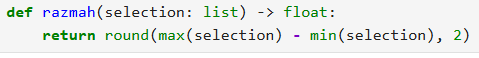 def razmah(selection: list) -> float:
    return round(max(selection) - min(selection), 2)